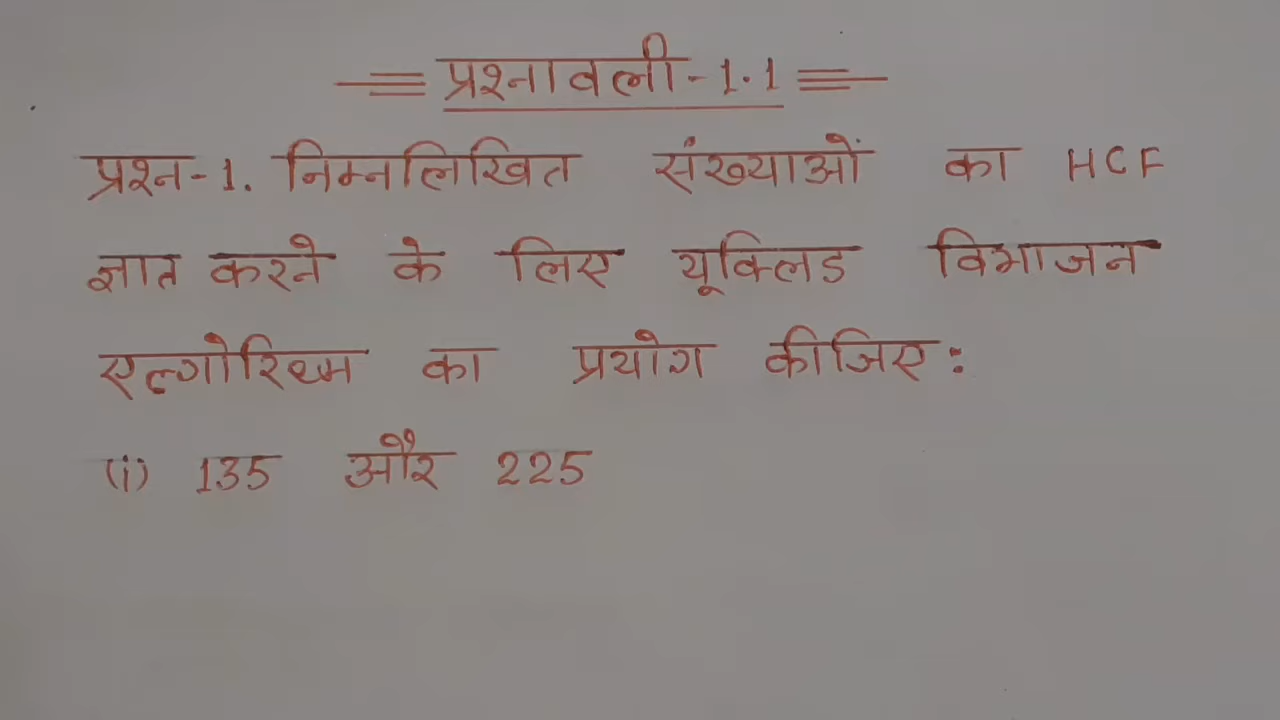 प्रश्नावली-1.1
प्रश्न-1. निम्नलिखित संख्याओं का HCF
ज्ञात करने के लिए यूक्लिड विभाजन
एल्गोरिथ्म का प्रयोग कीजिए:
(i) 135 और 225